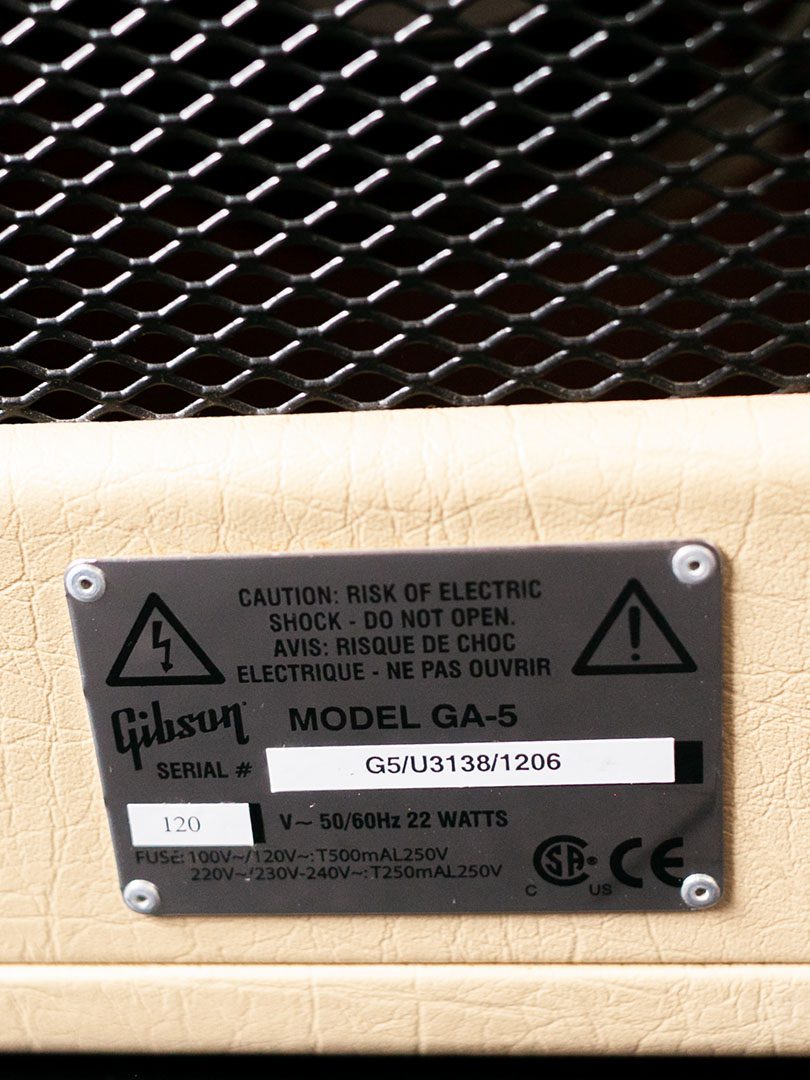 CAUTION: RISK OF ELECTRIC
SHOCK - DO NOT OPEN.
AVIS: RISQUE DE CHOC
ELECTRIQUE - NE PAS OUVRIR
Gibson MODEL GA-5
SERIAL # G5/U3138/1206
120 V~ 50/60Hz 22 WATTS
FUSE: 100V~/120V~:T500mAL250V
220V~/230V-240V~:T250mAL250V
C SA® US CE